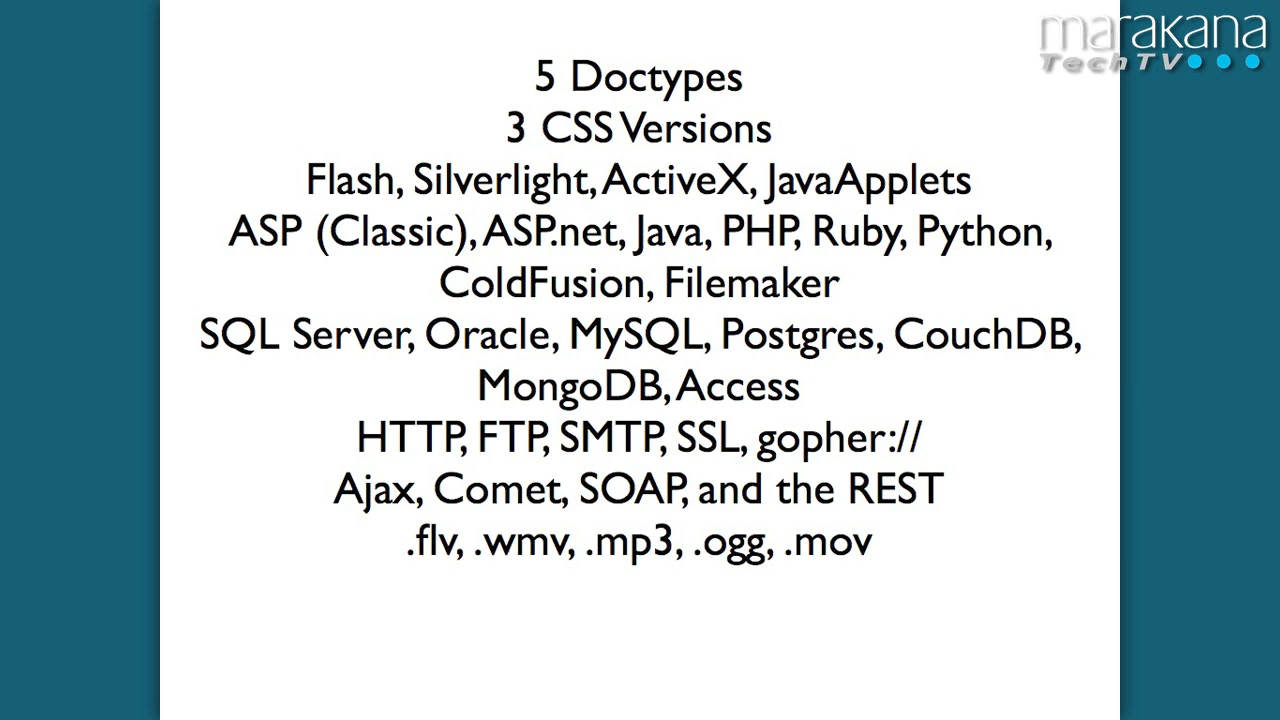 marakana
TechTV
5 Doctypes
3 CSS Versions
Flash, Silverlight, ActiveX, JavaApplets
ASP (Classic), ASP.net, Java, PHP, Ruby, Python,
ColdFusion, Filemaker
SQL Server, Oracle, MySQL, Postgres, CouchDB,
MongoDB, Access
HTTP, FTP, SMTP, SSL, gopher://
Ajax, Comet, SOAP, and the REST
.flv, .wmv, .mp3, .ogg, .mov